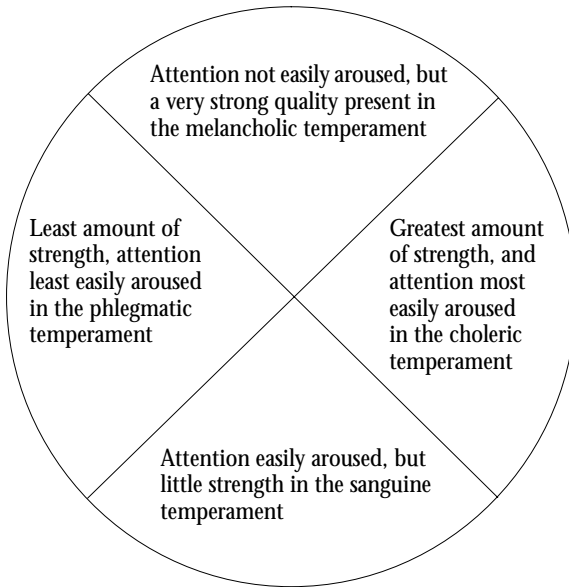 Attention not easily aroused, but
a very strong quality present in
the melancholic temperament
Least amount of
strength, attention
least easily aroused
in the phlegmatic
temperament
Greatest amount
of strength, and
attention most
easily aroused
in the choleric
temperament
Attention easily aroused, but
little strength in the sanguine
temperament